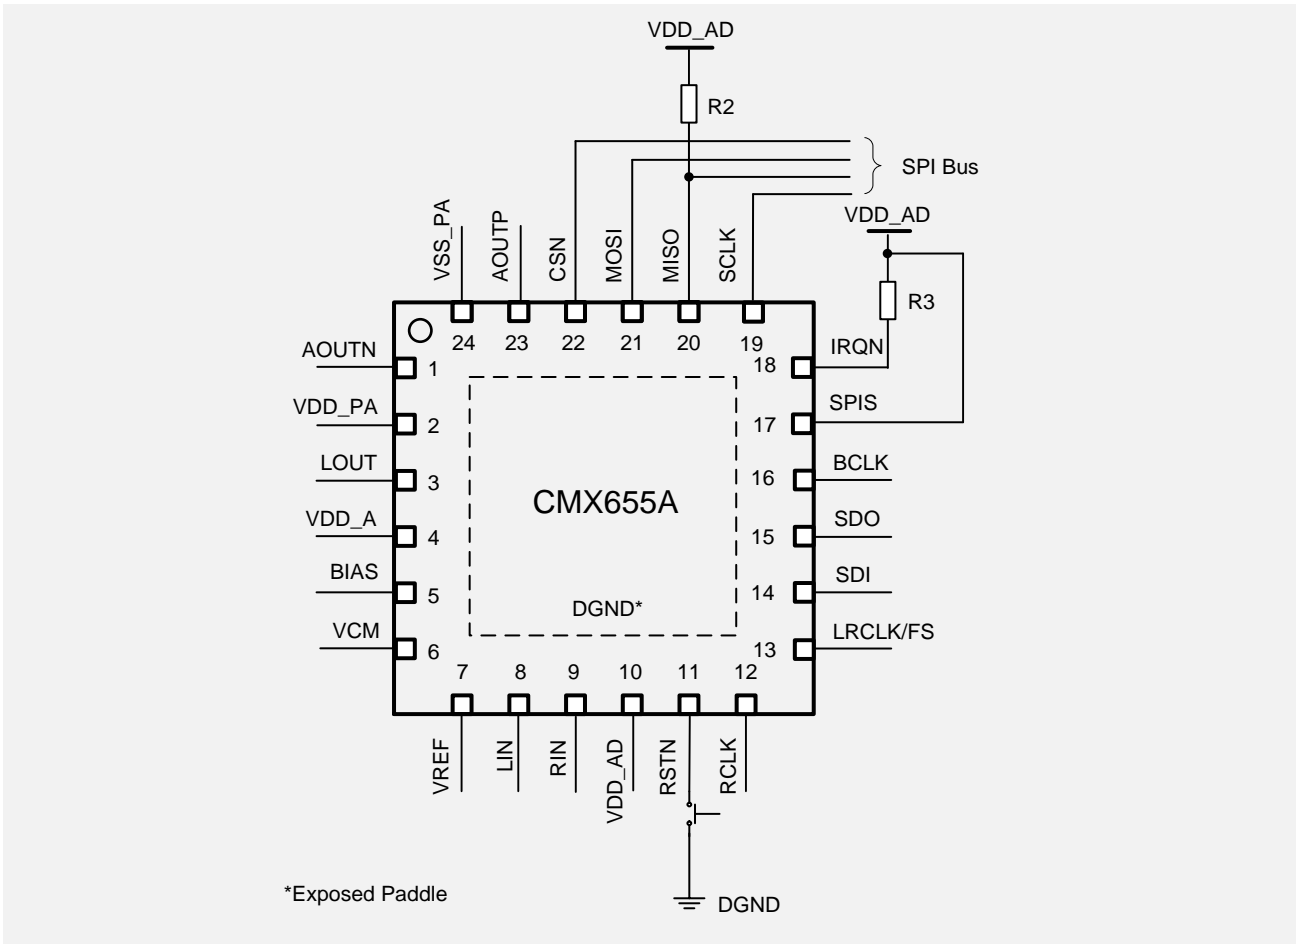 VDD_AD
R2
SPI Bus
VDD_AD
R3
VSS_PA
AOUTP
CSN
MOSI
MISO
SCLK
24
23
22
21
20
19
AOUTN
1
VDD_PA
2
LOUT
3
VDD_A
4
BIAS
5
VCM
6
IRQN
18
SPIS
17
BCLK
16
SDO
15
SDI
14
LRCLK/FS
13
CMX655A
DGND*
7
8
9
10
11
12
VREF
LIN
RIN
VDD_AD
RSTN
RCLK
*Exposed Paddle
DGND